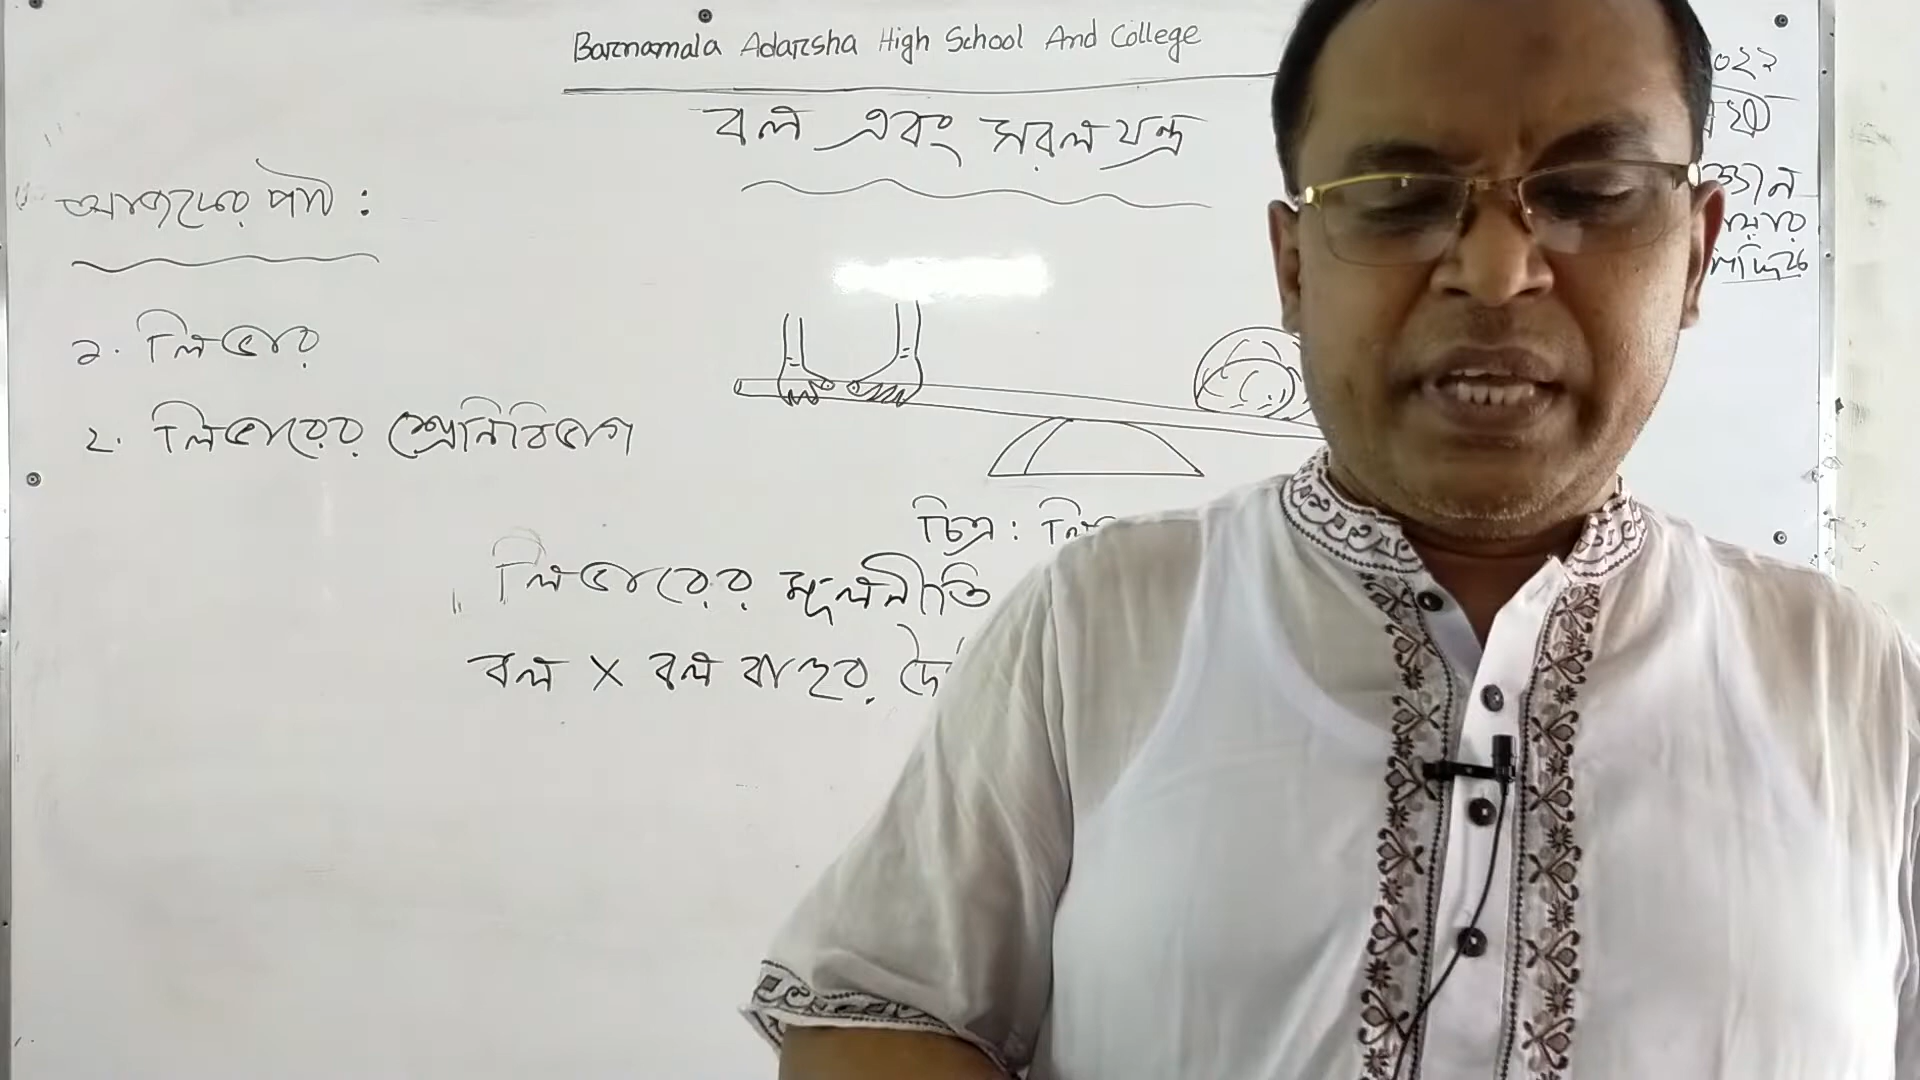 Barnamala Adarsha High School And College
বল এবং সরল যন্ত্র
আজকের পাঠ :
১. লিভার
২. লিভারের শ্রেনিবিভাগ
চিত্র :
লিভারের মূলনীতি
বল × বল বাহুর